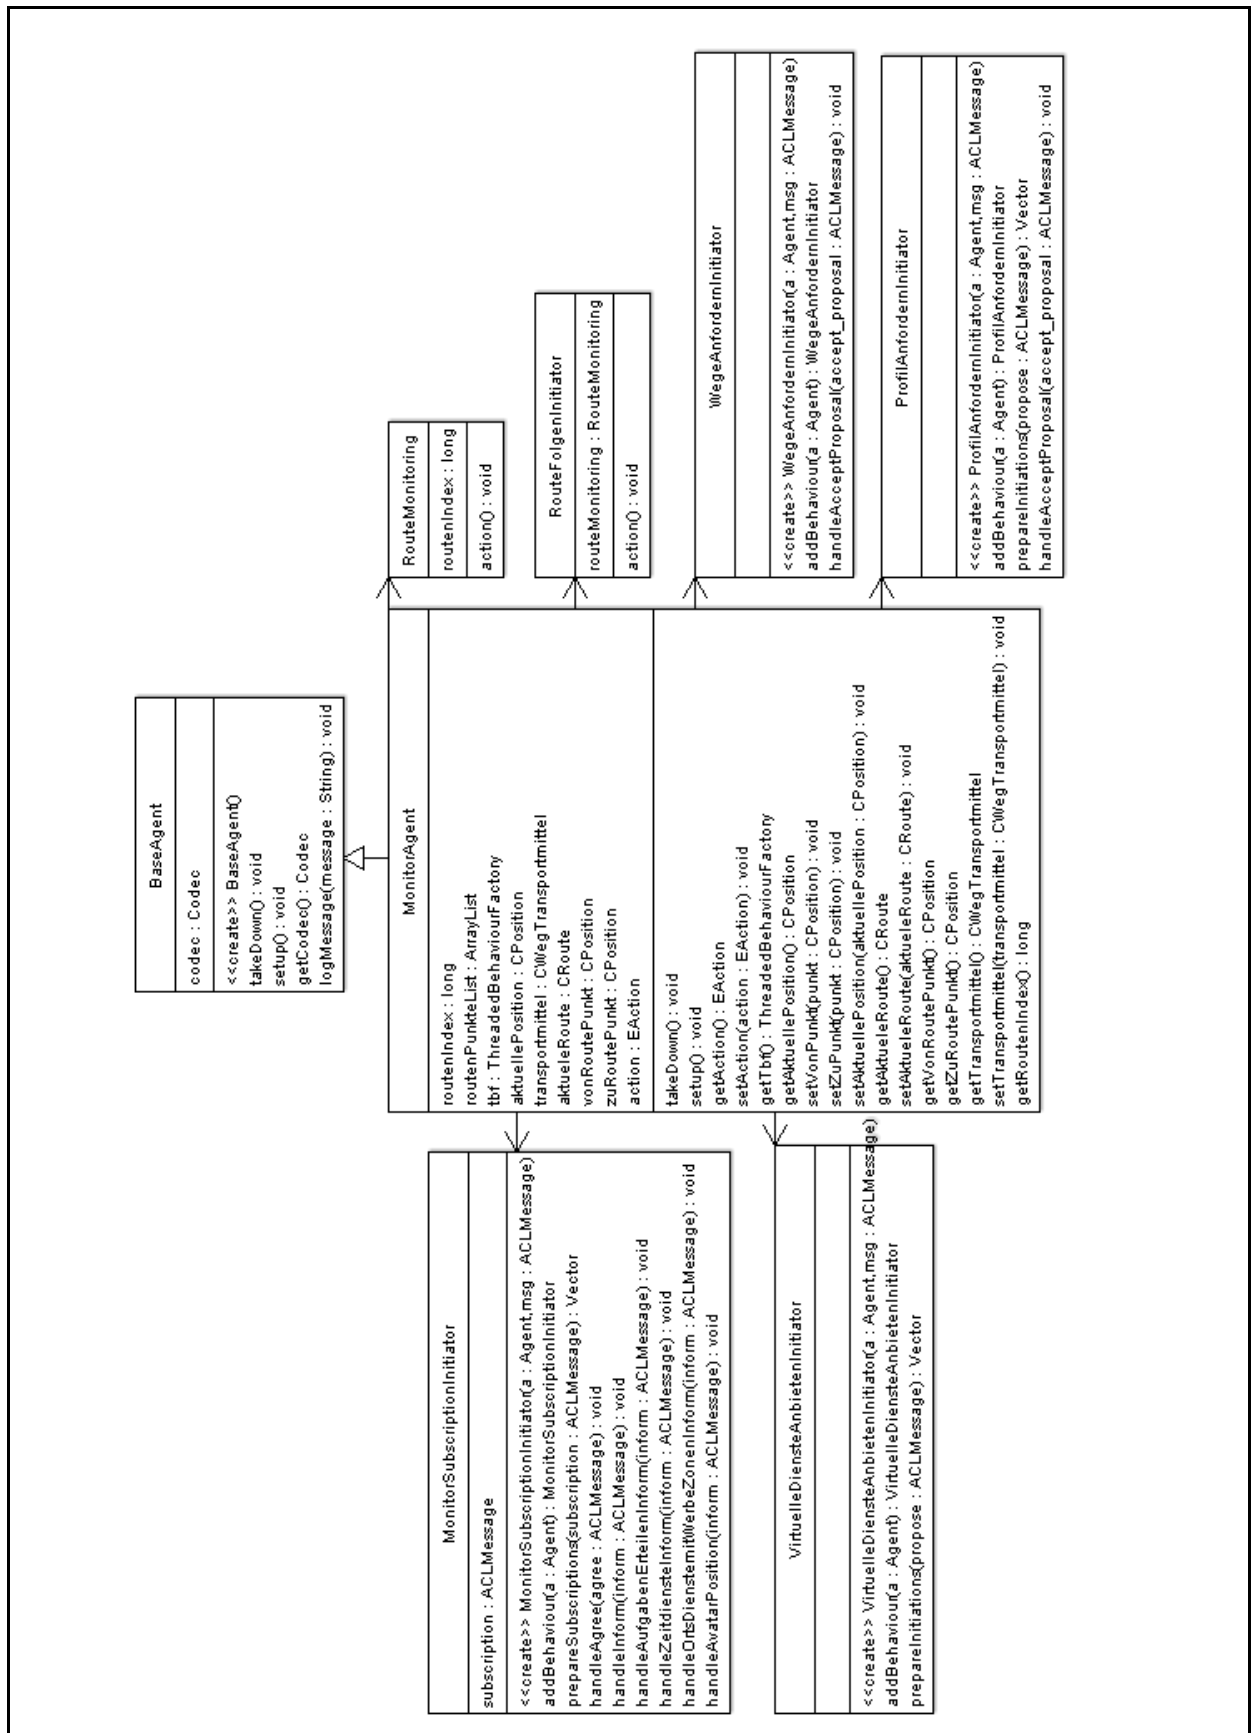 BaseAgent
codec : Codec
<<create>> BaseAgent()
takeDown() : void
setup() : void
getCodec() : Codec
logMessage(message : String) : void
MonitorSubscriptionInitiator
subscription : ACLMessage
<<create>> MonitorSubscriptionInitiator(a : Agent,msg : ACLMessage)
addBehaviour(a : Agent) : MonitorSubscriptionInitiator
prepareSubscriptions(subscription : ACLMessage) : Vector
handleAgree(agree : ACLMessage) : void
handleInform(inform : ACLMessage) : void
handleAufgabenErteilenInform(inform : ACLMessage) : void
handleZeitdiensteInform(inform : ACLMessage) : void
handleOrtsDienstemitWerbeZonenInform(inform : ACLMessage) : void
handleAvatarPosition(inform : ACLMessage) : void
MonitorAgent
routenIndex : long
routenPunkteList : ArrayList
tbf : ThreadedBehaviourFactory
aktuellePosition : CPosition
transportmittel : CWegTransportmittel
aktueleRoute : CRoute
vonRoutePunkt : CPosition
zuRoutePunkt : CPosition
action : EAction
takeDown() : void
setup() : void
getAction() : EAction
setAction(action : EAction) : void
getTbf() : ThreadedBehaviourFactory
getAktuellePosition() : CPosition
setVonPunkt(punkt : CPosition) : void
setZuPunkt(punkt : CPosition) : void
setAktuellePosition(aktuellePosition : CPosition) : void
getAktueleRoute() : CRoute
setAktueleRoute(aktueleRoute : CRoute) : void
getVonRoutePunkt() : CPosition
getZuRoutePunkt() : CPosition
getTransportmittel() : CWegTransportmittel
setTransportmittel(transportmittel : CWegTransportmittel) : void
getRoutenIndex() : long
RouteMonitoring
routenIndex : long
action() : void
RouteFolgenInitiator
routeMonitoring : RouteMonitoring
action() : void
WegeAnfordernInitiator
<<create>> WegeAnfordernInitiator(a : Agent,msg : ACLMessage)
addBehaviour(a : Agent) : WegeAnfordernInitiator
handleAcceptProposal(accept_proposal : ACLMessage) : void
VirtuelleDiensteAnbietenInitiator
<<create>> VirtuelleDiensteAnbietenInitiator(a : Agent,msg : ACLMessage)
addBehaviour(a : Agent) : VirtuelleDiensteAnbietenInitiator
prepareInitiations(propose : ACLMessage) : Vector
ProfilAnfordernInitiator
<<create>> ProfilAnfordernInitiator(a : Agent,msg : ACLMessage)
addBehaviour(a : Agent) : ProfilAnfordernInitiator
prepareInitiations(propose : ACLMessage) : Vector
handleAcceptProposal(accept_proposal : ACLMessage) : void